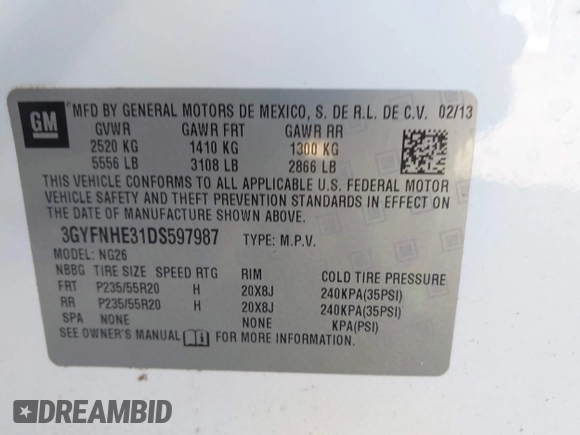 GM
MFD BY GENERAL MOTORS DE MEXICO, S. DE R.L. DE C.V. 02/13
GVWR GAWR FRT GAWR RR
2520 KG 1410 KG 1300 KG
5556 LB 3108 LB 2866 LB
THIS VEHICLE CONFORMS TO ALL APPLICABLE U.S. FEDERAL MOTOR
VEHICLE SAFETY AND THEFT PREVENTION STANDARDS IN EFFECT ON
THE DATE OF MANUFACTURE SHOWN ABOVE.
3GYFNHE31DS597987 TYPE: M.P.V.
MODEL: NG26
NBBG TIRE SIZE SPEED RTG RIM COLD TIRE PRESSURE
FRT P235/55R20 H 20X8J 240KPA(35PSI)
RR P235/55R20 H 20X8J 240KPA(35PSI)
SPA NONE NONE KPA(PSI)
SEE OWNER'S MANUAL FOR MORE INFORMATION.
DREAMBID